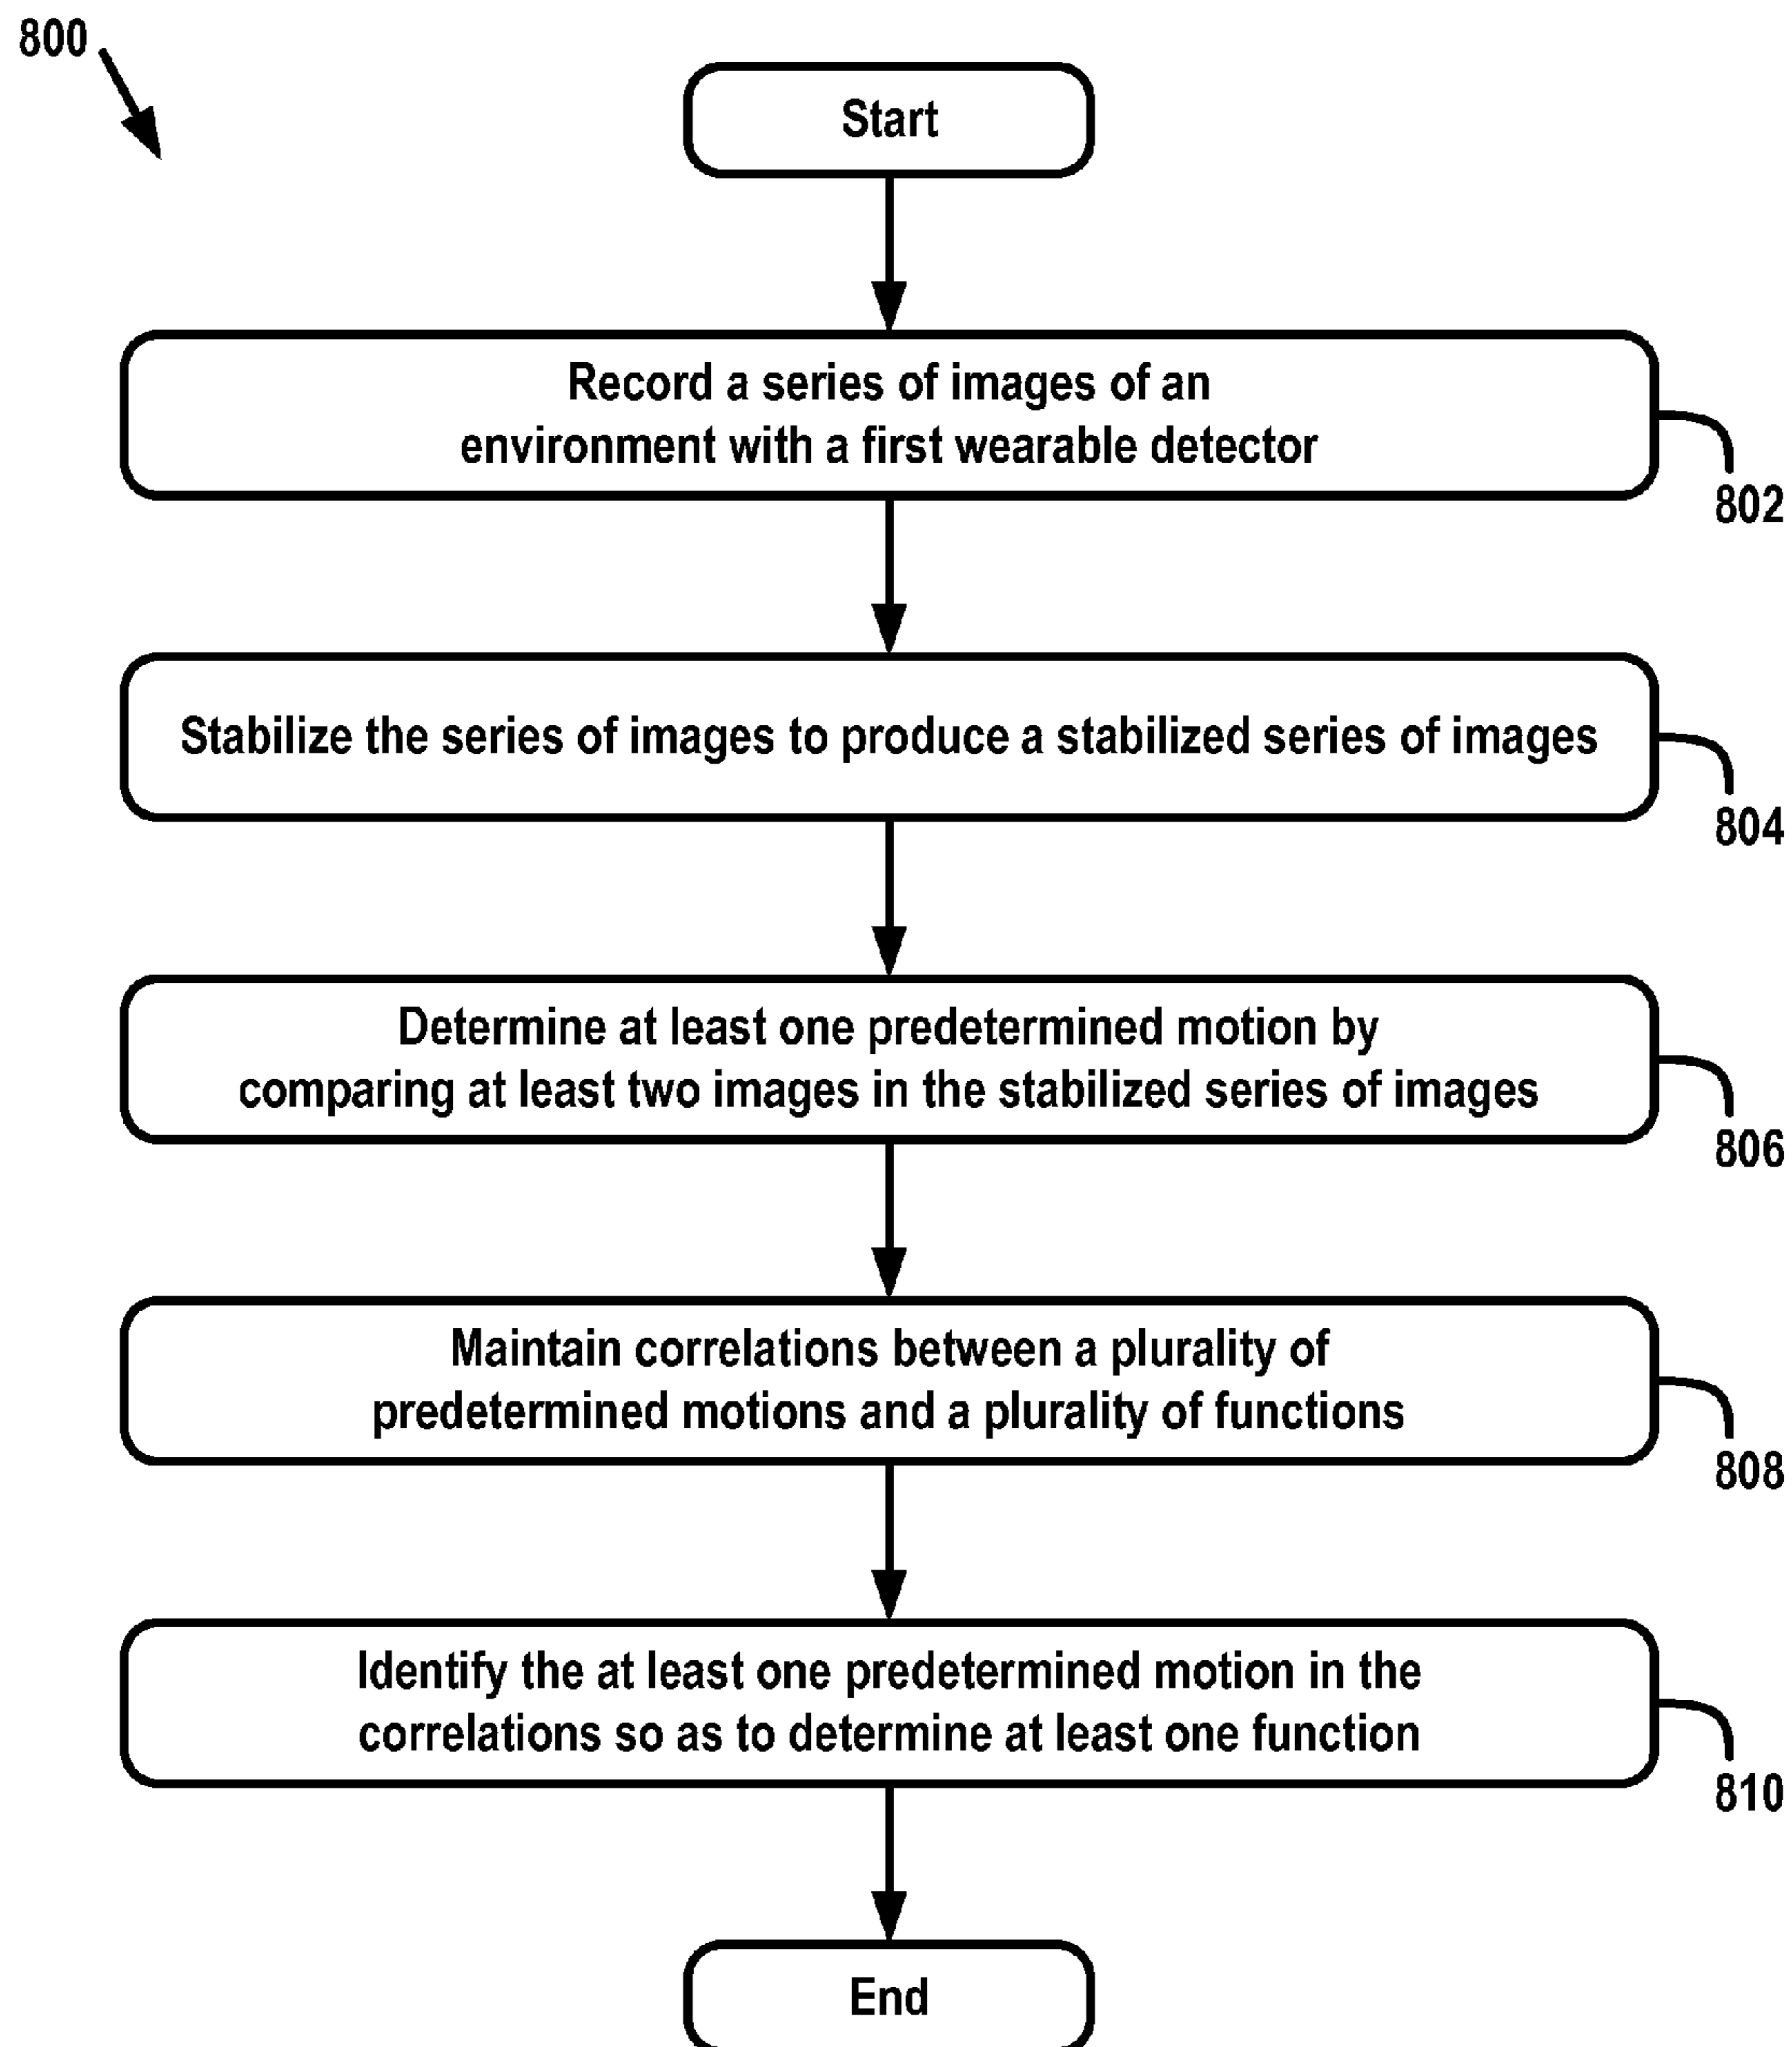 800
Start
Record a series of images of an
environment with a first wearable detector
802
Stabilize the series of images to produce a stabilized series of images
804
Determine at least one predetermined motion by
comparing at least two images in the stabilized series of images
806
Maintain correlations between a plurality of
predetermined motions and a plurality of functions
808
Identify the at least one predetermined motion in the
correlations so as to determine at least one function
810
End